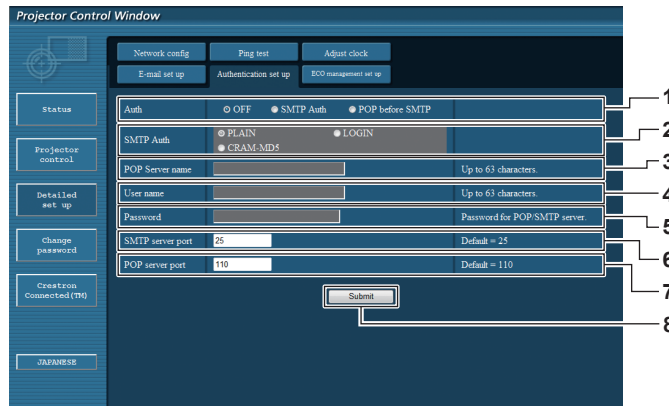 Projector Control Window
Network config Ping test Adjust clock
E-mail set up Authentication set up ECO management set up
Status
Projector
control
Detailed
set up
Change
password
Crestron
Connected(TM)
JAPANESE
Auth OFF SMTP Auth POP before SMTP
SMTP Auth PLAIN LOGIN
CRAM-MD5
POP Server name Up to 63 characters.
User name Up to 63 characters.
Password Password for POP/SMTP server.
SMTP server port 25 Default = 25
POP server port 110 Default = 110
Submit
1
2
3
4
5
6
7
8